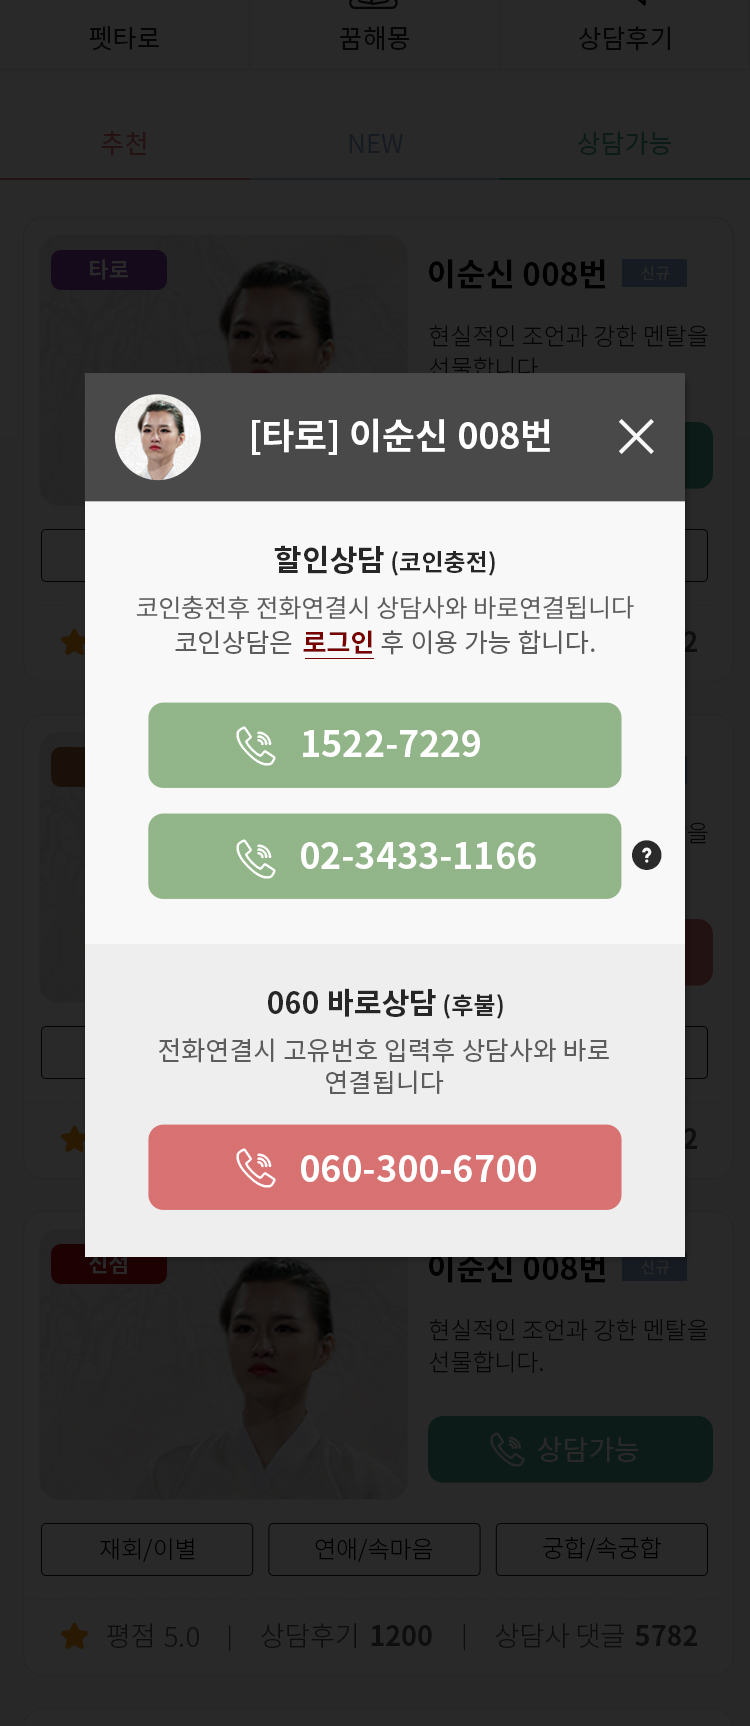 펫타로 꿈해몽 상담후기
추천 NEW 상담가능
타로
이순신 008번 신규
현실적인 조언과 강한 멘탈을
선물합니다
[타로] 이순신 008번
할인상담 (코인충전)
코인충전후 전화연결시 상담사와 바로연결됩니다
코인상담은 로그인 후 이용 가능 합니다.
2
1522-7229
을
02-3433-1166 ?
060 바로상담 (후불)
전화연결시 고유번호 입력후 상담사와 바로
연결됩니다
2
060-300-6700
신점
이순신 008번 신규
현실적인 조언과 강한 멘탈을
선물합니다.
상담가능
재회/이별 연애/속마음 궁합/속궁합
평점 5.0 | 상담후기 1200 | 상담사 댓글 5782